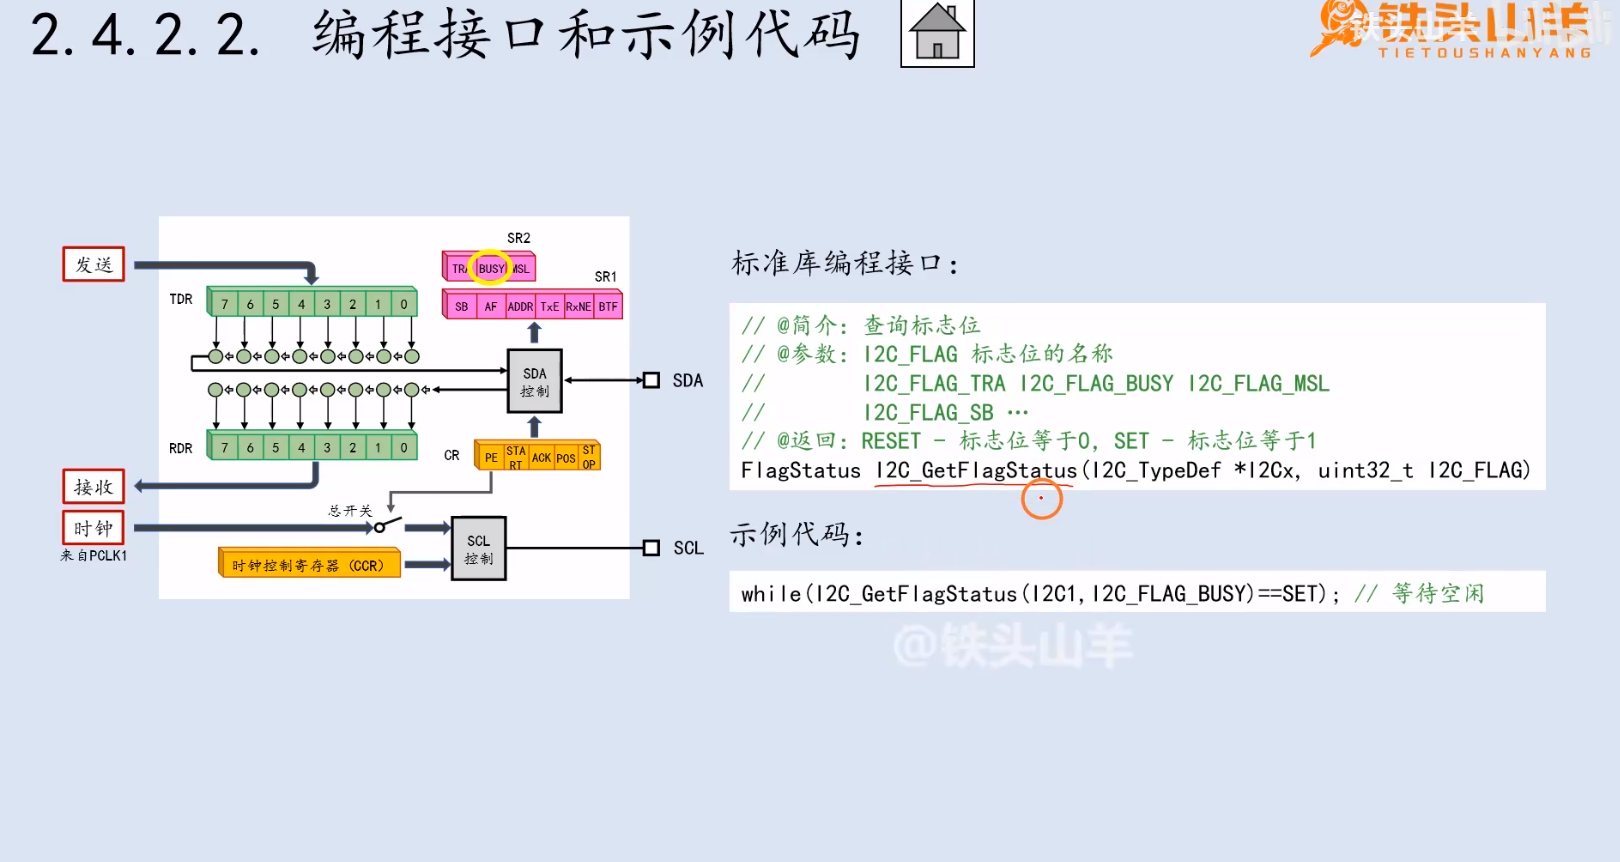 2.4.2.2. 编程接口和示例代码
铁头山羊
TIETOUSHANYANG
发送
TDR
7 6 5 4 3 2 1 0
SR2
TRA BUSY MSL
SR1
SB AF ADDR TxE RxNE BTF
SDA
控制
SDA
RDR
7 6 5 4 3 2 1 0
CR
PE START ACK POS STOP
接收
时钟
来自PCLK1
总开关
时钟控制寄存器（CCR）
SCL
控制
SCL
标准库编程接口：
// @简介：查询标志位
// @参数：I2C_FLAG 标志位的名称
// I2C_FLAG_TRA I2C_FLAG_BUSY I2C_FLAG_MSL
// I2C_FLAG_SB …
// @返回：RESET - 标志位等于0，SET - 标志位等于1
FlagStatus I2C_GetFlagStatus(I2C_TypeDef *I2Cx, uint32_t I2C_FLAG)
示例代码：
while(I2C_GetFlagStatus(I2C1,I2C_FLAG_BUSY)==SET); // 等待空闲
@铁头山羊